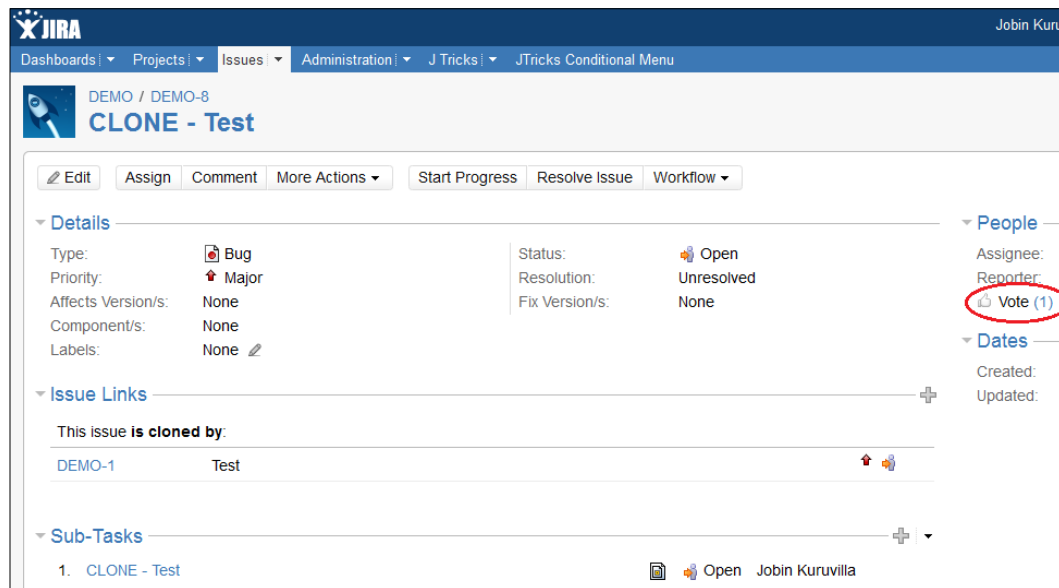 JIRA
Jobin Kuru
Dashboards Projects Issues Administration J Tricks JTricks Conditional Menu
DEMO / DEMO-8
CLONE - Test
Edit Assign Comment More Actions Start Progress Resolve Issue Workflow
Details
Type: Bug
Priority: Major
Affects Version/s: None
Component/s: None
Labels: None
Status: Open
Resolution: Unresolved
Fix Version/s: None
People
Assignee:
Reporter:
Vote (1)
Dates
Created:
Updated:
Issue Links
This issue is cloned by:
DEMO-1 Test
Sub-Tasks
1. CLONE - Test Open Jobin Kuruvilla